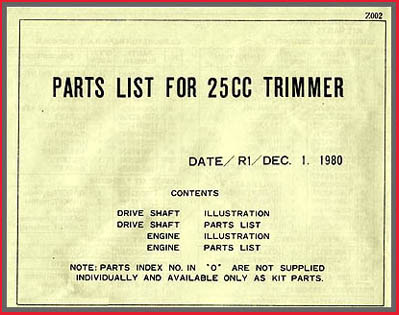 Z002
PARTS LIST FOR 25CC TRIMMER
DATE/R1/DEC. 1. 1980
CONTENTS
DRIVE SHAFT ILLUSTRATION
DRIVE SHAFT PARTS LIST
ENGINE ILLUSTRATION
ENGINE PARTS LIST
NOTE: PARTS INDEX NO. IN "O" ARE NOT SUPPLIED
INDIVIDUALLY AND AVAILABLE ONLY AS KIT PARTS.